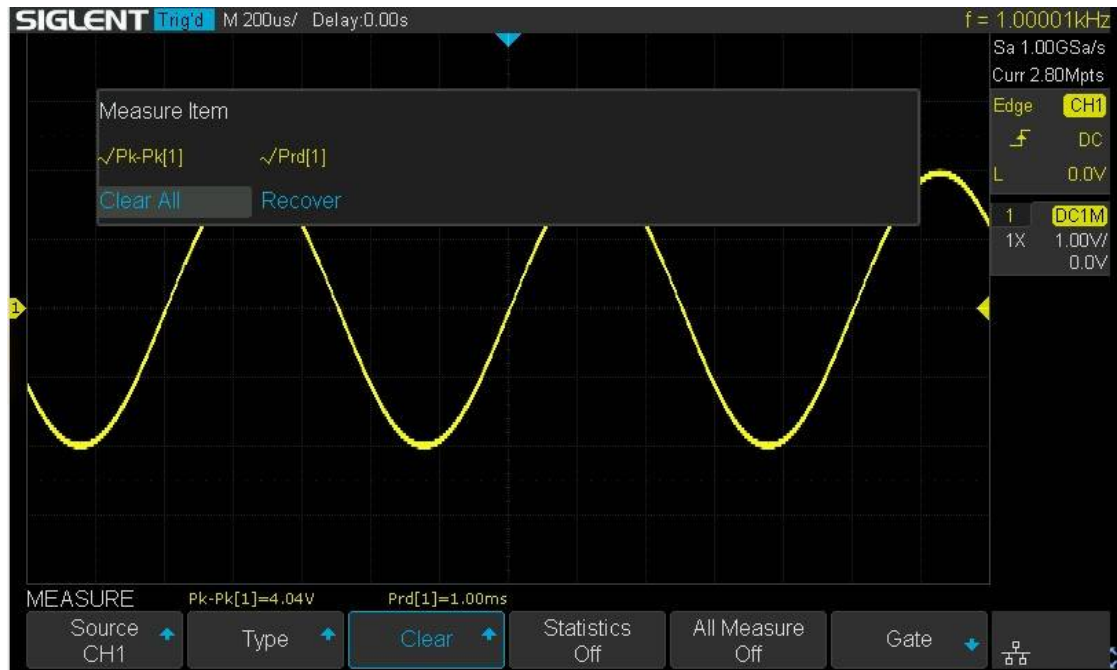 SIGLENT Trig'd M 200us/ Delay:0.00s f = 1.00001kHz
Sa 1.00GSa/s
Curr 2.80Mpts
Edge CH1
DC
L 0.0V
1 DC1M
1X 1.00V/
0.0V
Measure Item
✓Pk-Pk[1] ✓Prd[1]
Clear All Recover
1
MEASURE Pk-Pk[1]=4.04V Prd[1]=1.00ms
Source CH1
Type
Clear
Statistics Off
All Measure Off
Gate